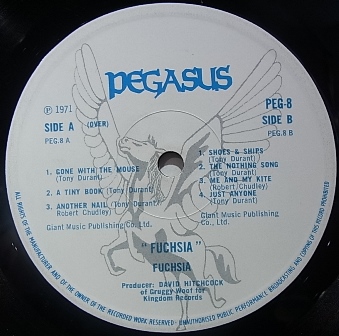 PEGASUS
℗ 1971
SIDE A
(OVER)
PEG.8 A
PEG-8
SIDE B
PEG.8 B
1. GONE WITH THE MOUSE
(Tony Durant)
2. A TINY BOOK (Tony Durant)
3. ANOTHER NAIL (Tony Durant)
Robert Chudley)
Giant Music Publishing Co. Ltd.
1. SHOES & SHIPS
(Tony Durant)
2. THE NOTHING SONG
(Tony Durant)
3. ME AND MY KITE
(Robert Chudley)
4. JUST ANYONE
(Tony Durant)
Giant Music Publishing
Co., Ltd.
" FUCHSIA "
FUCHSIA
Producer: DAVID HITCHCOCK
of Gruggy Woof for
Kingdom Records
ALL RIGHTS OF THE MANUFACTURER AND OF THE OWNER OF THE RECORDED WORK RESERVED · UNAUTHORISED PUBLIC PERFORMANCE, BROADCASTING AND COPYING OF THIS RECORD PROHIBITED